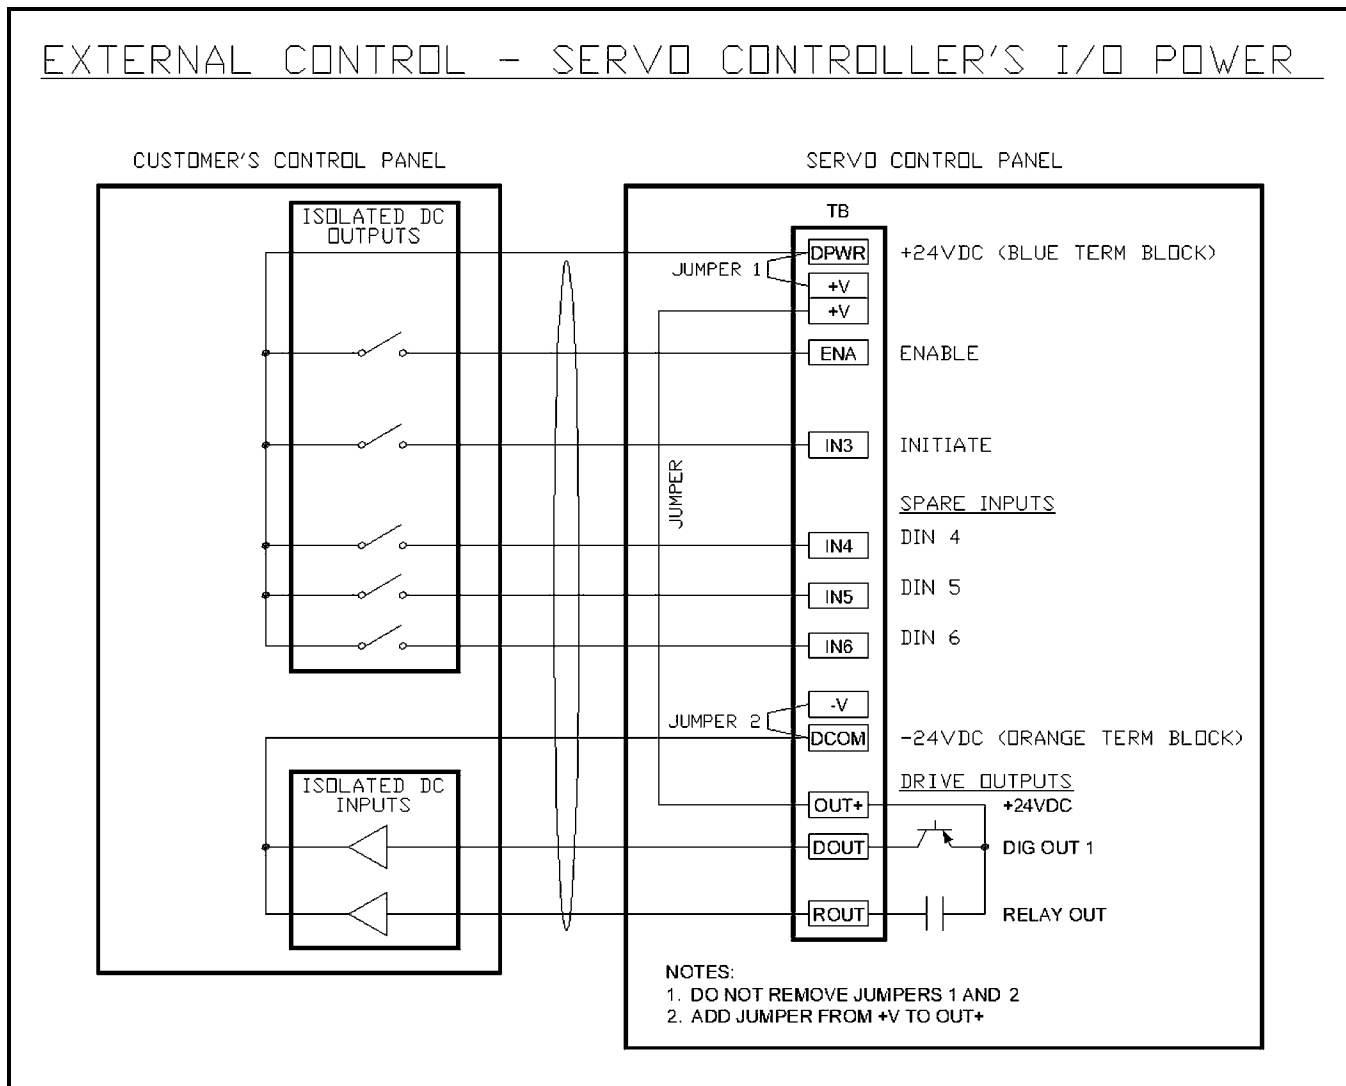 EXTERNAL CONTROL - SERVO CONTROLLER'S I/O POWER
CUSTOMER'S CONTROL PANEL
SERVO CONTROL PANEL
ISOLATED DC
OUTPUTS
TB
JUMPER 1
DPWR
+24VDC (BLUE TERM BLOCK)
+V
+V
ENA
ENABLE
IN3
INITIATE
JUMPER
SPARE INPUTS
IN4
DIN 4
IN5
DIN 5
IN6
DIN 6
-V
JUMPER 2
DCOM
-24VDC (ORANGE TERM BLOCK)
ISOLATED DC
INPUTS
DRIVE OUTPUTS
OUT+
+24VDC
DOUT
DIG OUT 1
ROUT
RELAY OUT
NOTES:
1. DO NOT REMOVE JUMPERS 1 AND 2
2. ADD JUMPER FROM +V TO OUT+